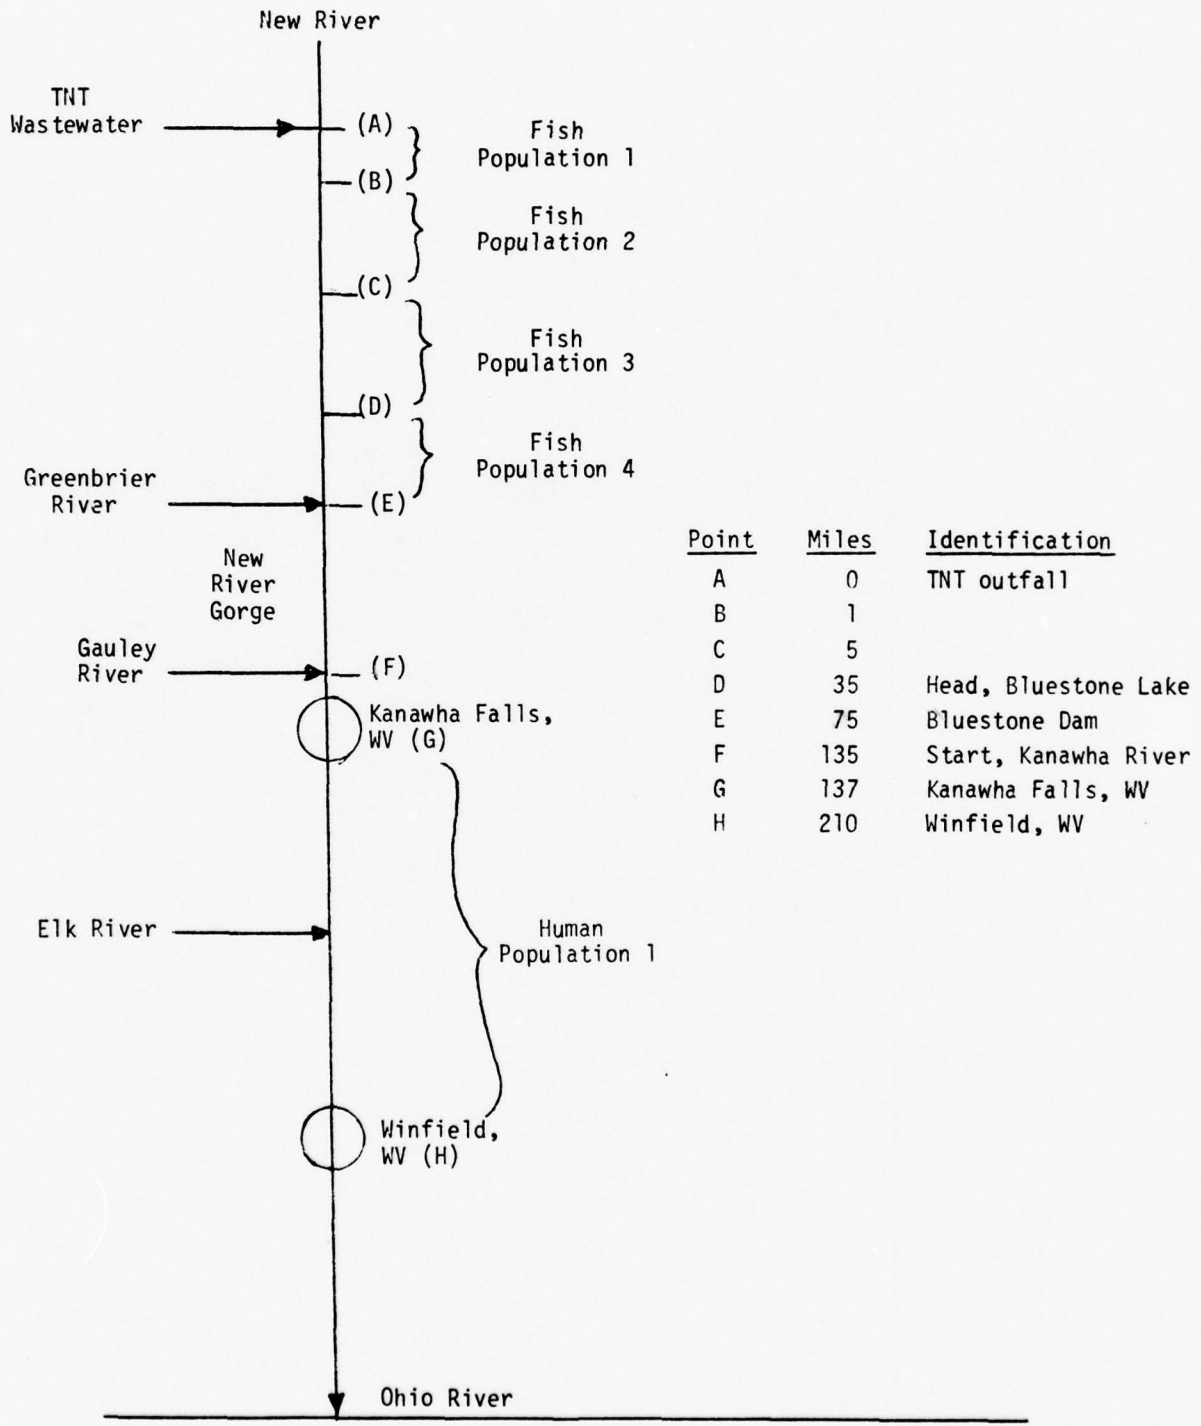 New River
TNT
Wastewater
(A)
Fish
Population 1
(B)
Fish
Population 2
(C)
Fish
Population 3
(D)
Fish
Population 4
Greenbrier
River
(E)
New
River
Gorge
Gauley
River
(F)
Kanawha Falls,
WV (G)
Elk River
Human
Population 1
Winfield,
WV (H)
Ohio River
Point Miles Identification
A 0 TNT outfall
B 1
C 5
D 35 Head, Bluestone Lake
E 75 Bluestone Dam
F 135 Start, Kanawha River
G 137 Kanawha Falls, WV
H 210 Winfield, WV